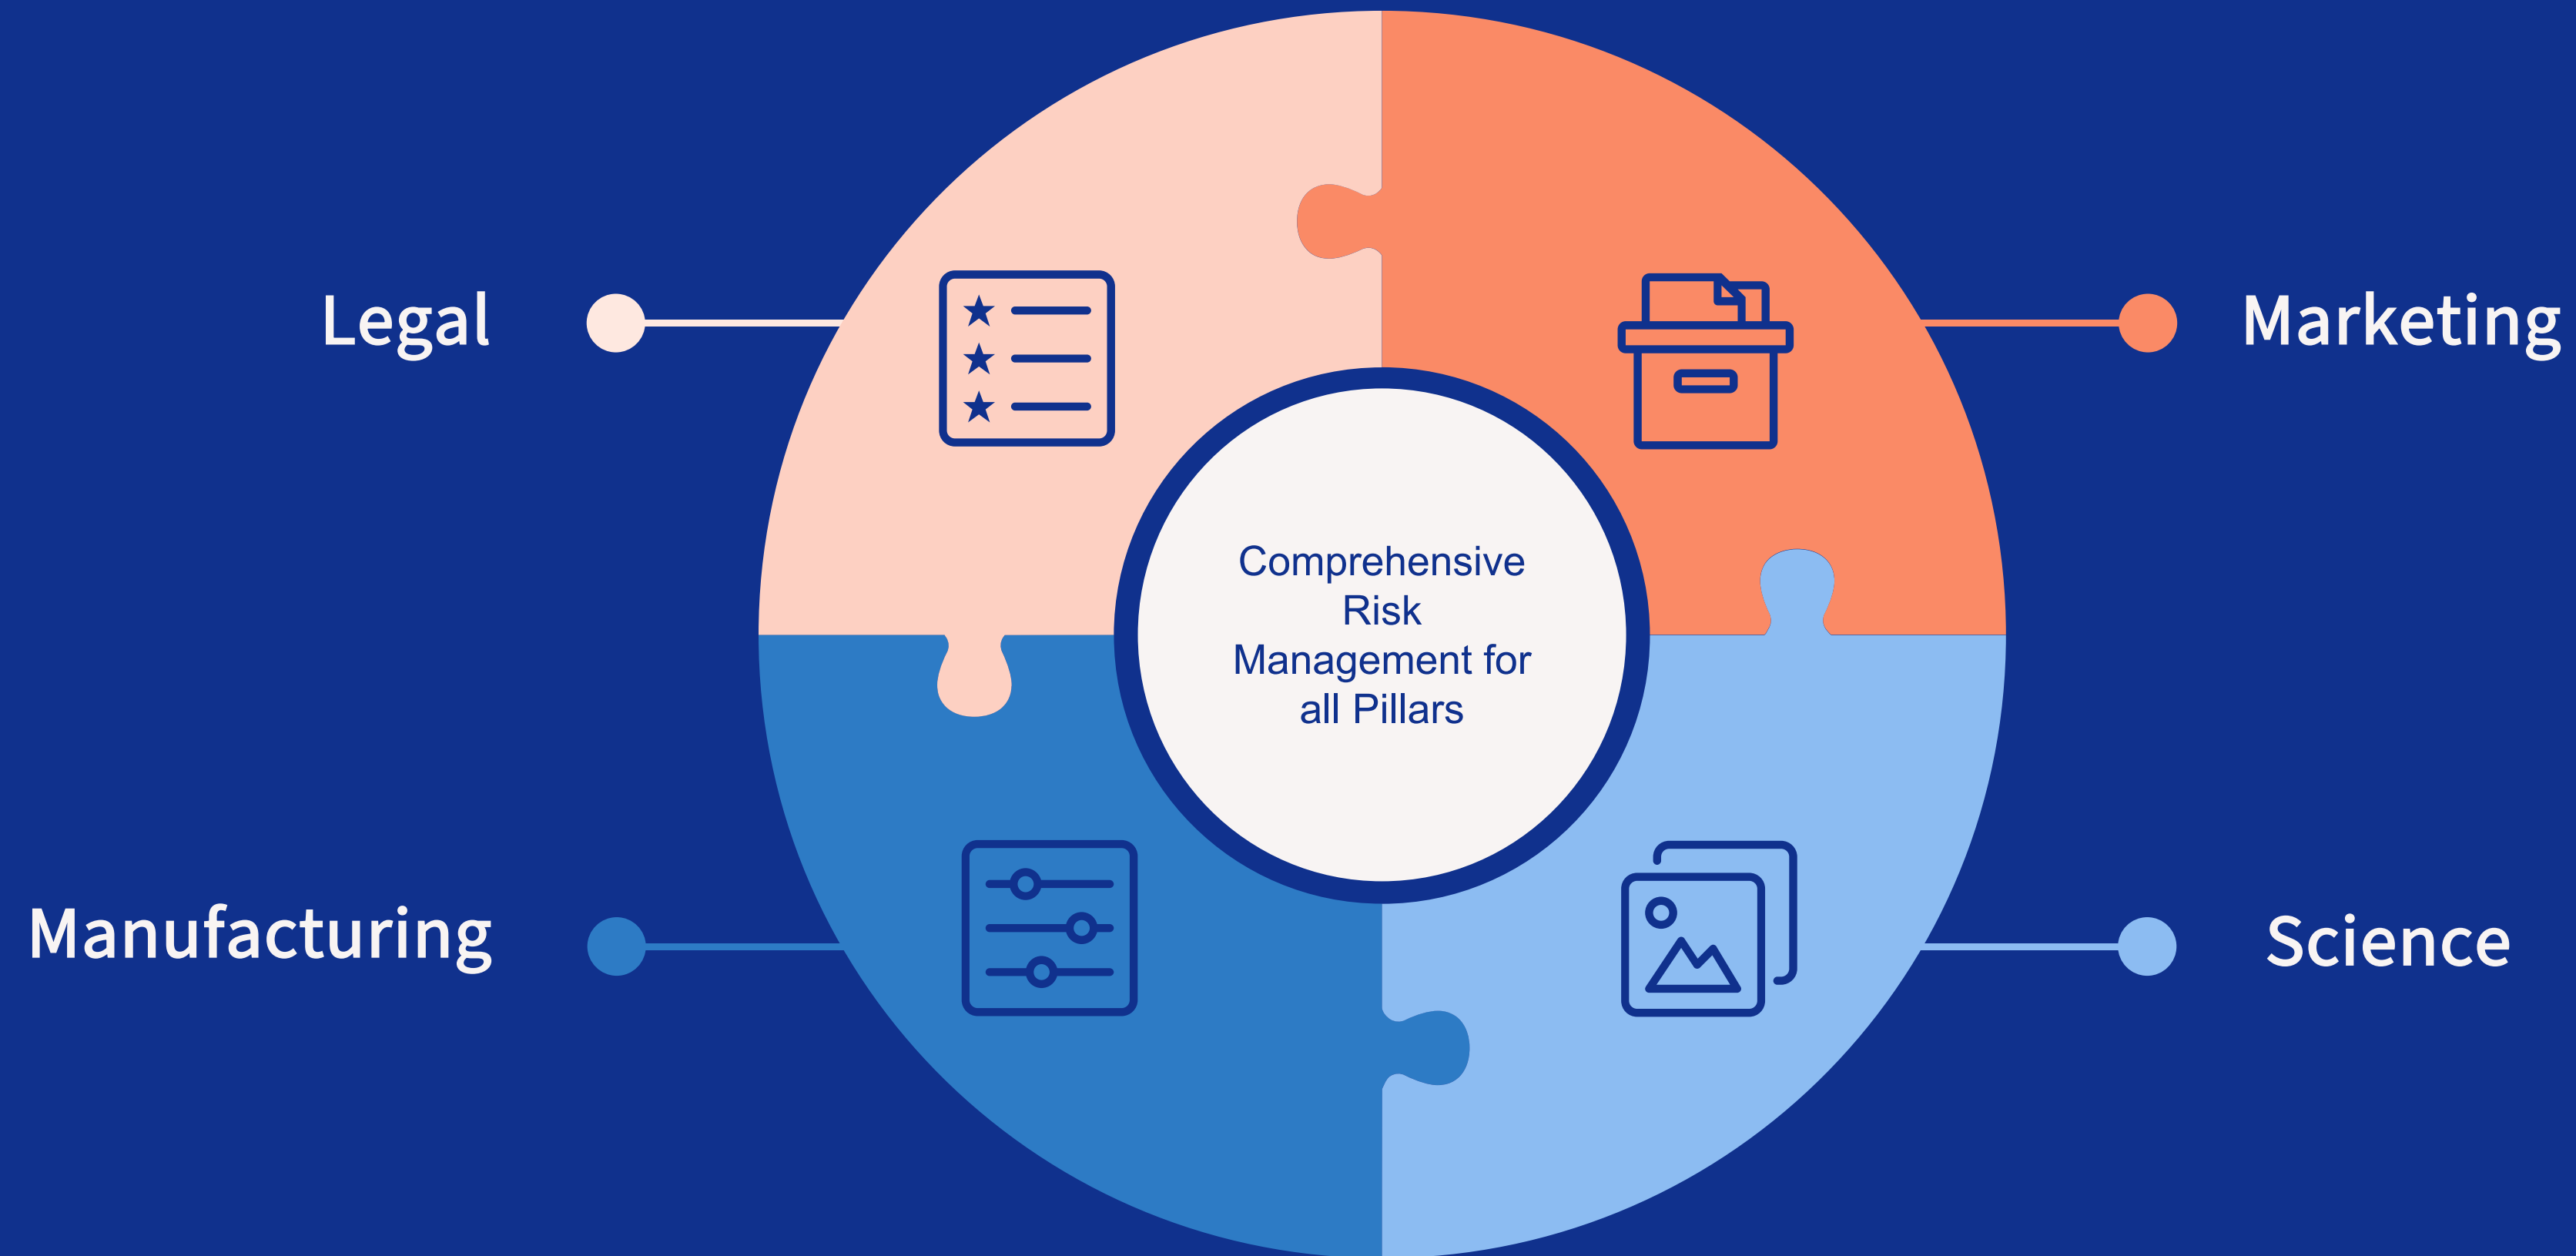 Legal
Marketing
Comprehensive
Risk
Management for
all Pillars
Manufacturing
Science